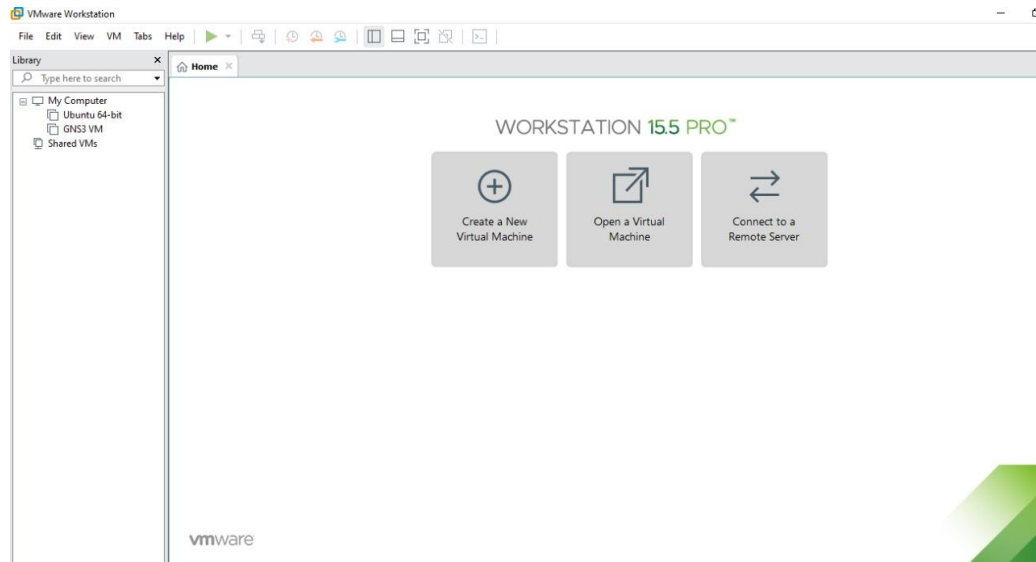 VMware Workstation
File Edit View VM Tabs Help
Library
Type here to search
My Computer
Ubuntu 64-bit
GNS3 VM
Shared VMs
Home
WORKSTATION 15.5 PRO™
Create a New
Virtual Machine
Open a Virtual
Machine
Connect to a
Remote Server
vmware